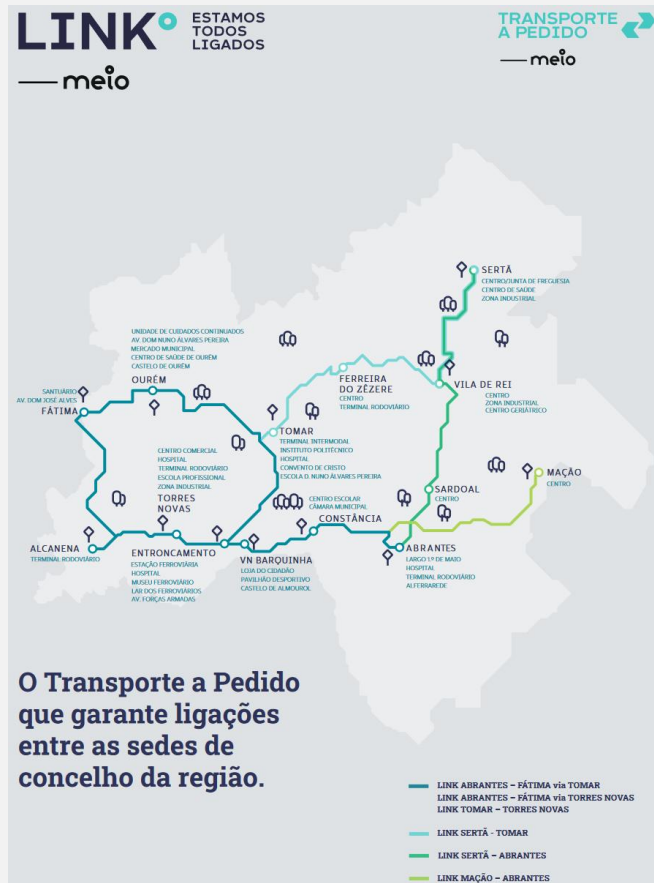 LINK° ESTAMOS
TODOS
LIGADOS
meio
TRANSPORTE
A PEDIDO
meio
SERTÃ
CENTRO/JUNTA DE FREGUESIA
CENTRO DE SAÚDE
ZONA INDUSTRIAL
UNIDADE DE CUIDADOS CONTINUADOS
AV. DOM NUNO ÁLVARES PEREIRA
MERCADO MUNICIPAL
CENTRO DE SAÚDE DE OURÉM
CASTELO DE OURÉM
OURÉM
SANTUÁRIO
AV. DOM JOSÉ ALVES
FÁTIMA
FERREIRA
DO ZÊZERE
CENTRO
TERMINAL RODOVIÁRIO
VILA DE REI
CENTRO
ZONA INDUSTRIAL
CENTRO GERIÁTRICO
TOMAR
TERMINAL INTERMODAL
INSTITUTO POLITÉCNICO
HOSPITAL
CONVENTO DE CRISTO
ESCOLA D. NUNO ÁLVARES PEREIRA
CENTRO COMERCIAL
HOSPITAL
TERMINAL RODOVIÁRIO
ESCOLA PROFISSIONAL
ZONA INDUSTRIAL
TORRES
NOVAS
MAÇÃO
CENTRO
SARDOAL
CENTRO
CENTRO ESCOLAR
CÂMARA MUNICIPAL
CONSTÂNCIA
ALCANENA
TERMINAL RODOVIÁRIO
ENTRONCAMENTO
ESTAÇÃO FERROVIÁRIA
HOSPITAL
MUSEU FERROVIÁRIO
LAR DOS FERROVIÁRIOS
AV. FORÇAS ARMADAS
VN BARQUINHA
LOJA DO CIDADÃO
PAVILHÃO DESPORTIVO
CASTELO DE ALMOUROL
ABRANTES
LARGO 1.º DE MAIO
HOSPITAL
TERMINAL RODOVIÁRIO
ALFERRAREDE
O Transporte a Pedido
que garante ligações
entre as sedes de
concelho da região.
LINK ABRANTES – FÁTIMA via TOMAR
LINK ABRANTES – FÁTIMA via TORRES NOVAS
LINK TOMAR – TORRES NOVAS
LINK SERTÃ - TOMAR
LINK SERTÃ – ABRANTES
LINK MAÇÃO – ABRANTES